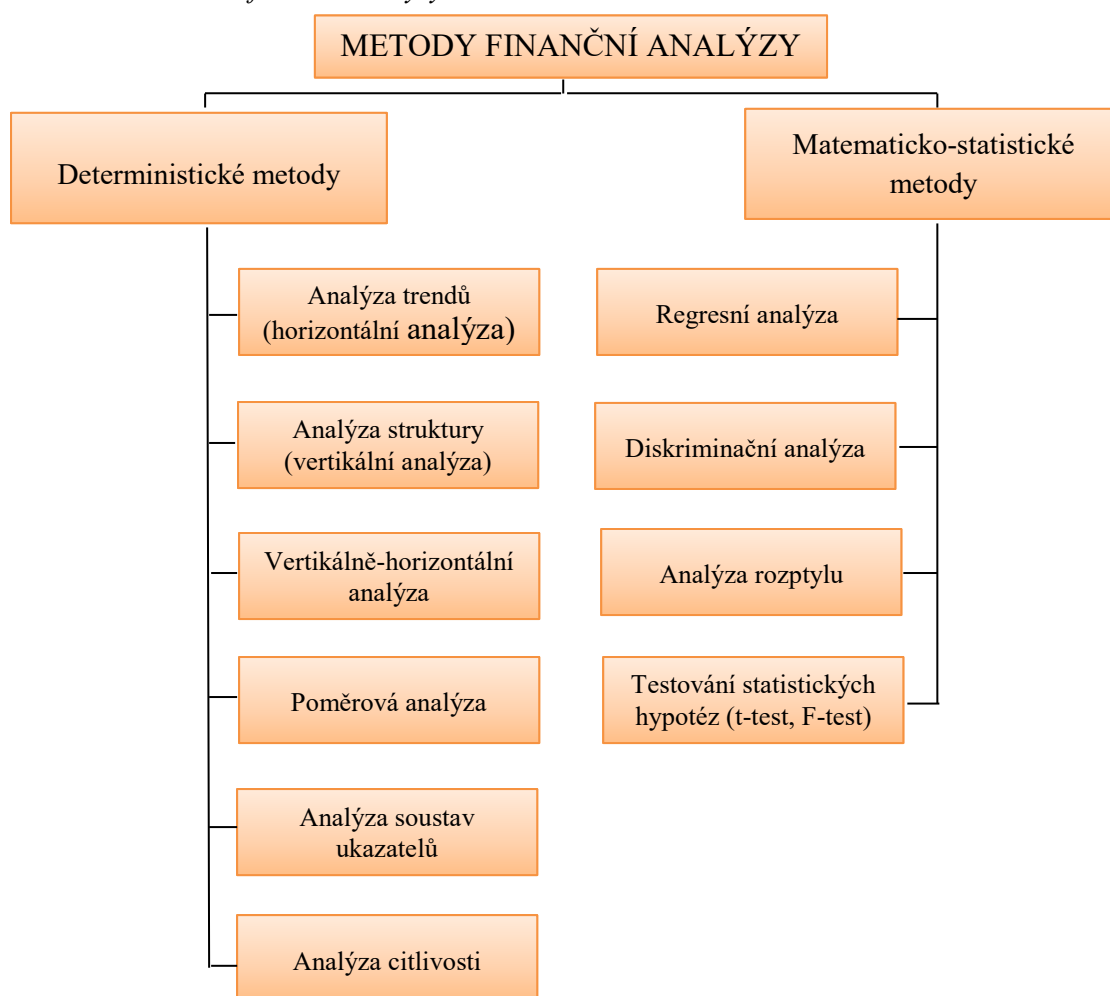 METODY FINANČNÍ ANALÝZY
Deterministické metody
Analýza trendů
(horizontální analýza)
Analýza struktury
(vertikální analýza)
Vertikálně-horizontální
analýza
Poměrová analýza
Analýza soustav
ukazatelů
Analýza citlivosti
Matematicko-statistické
metody
Regresní analýza
Diskriminační analýza
Analýza rozptylu
Testování statistických
hypotéz (t-test, F-test)